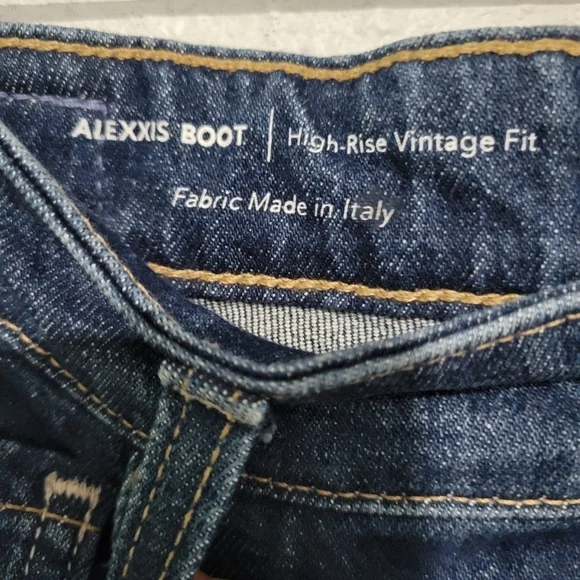 ALEXXIS BOOT | High-Rise Vintage Fit
Fabric Made in Italy